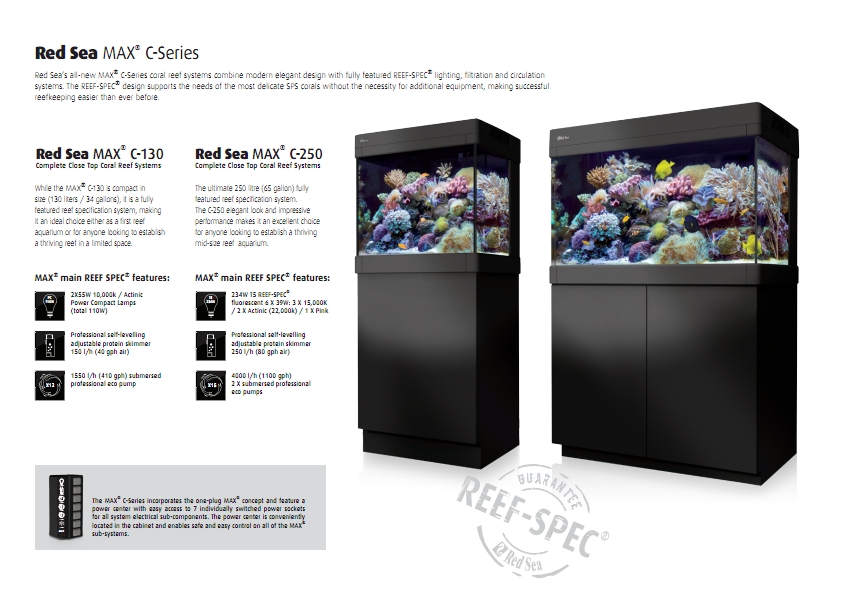 Red Sea MAX® C-Series
Red Sea's all-new MAX® C-Series coral reef systems combine modern elegant design with fully featured REEF-SPEC® lighting, filtration and circulation
systems. The REEF-SPEC® design supports the needs of the most delicate SPS corals without the necessity for additional equipment, making successful
reefkeeping easier than ever before.
Red Sea MAX® C-130
Complete Close Top Coral Reef Systems
While the MAX® C-130 is compact in
size (130 liters / 34 gallons), it is a fully
featured reef specification system, making
it an ideal choice either as a first reef
aquarium or for anyone looking to establish
a thriving reef in a limited space.
MAX® main REEF SPEC® features:
2X55W 10,000k / Actinic
Power Compact Lamps
(total 110W)
Professional self-levelling
adjustable protein skimmer
150 l/h (40 gph air)
X13
1550 l/h (410 gph) submersed
professional eco pump
Red Sea MAX® C-250
Complete Close Top Coral Reef Systems
The ultimate 250 litre (65 gallon) fully
featured reef specification system.
The C-250 elegant look and impressive
performance makes it an excellent choice
for anyone looking to establish a thriving
mid-size reef aquarium.
MAX® main REEF SPEC® features:
234W T5 REEF-SPEC®
fluorescent 6 X 39W: 3 X 15,000K
/ 2 X Actinic (22,000k) / 1 X Pink
Professional self-levelling
adjustable protein skimmer
250 l/h (80 gph air)
X16
4000 l/h (1100 gph)
2 X submersed professional
eco pumps
The MAX® C-Series incorporates the one-plug MAX® concept and feature a
power center with easy access to 7 individually switched power sockets
for all system electrical sub-components. The power center is conveniently
located in the cabinet and enables safe and easy control on all of the MAX®
sub-systems.
GUARANTEE
REEF-SPEC®
Red Sea